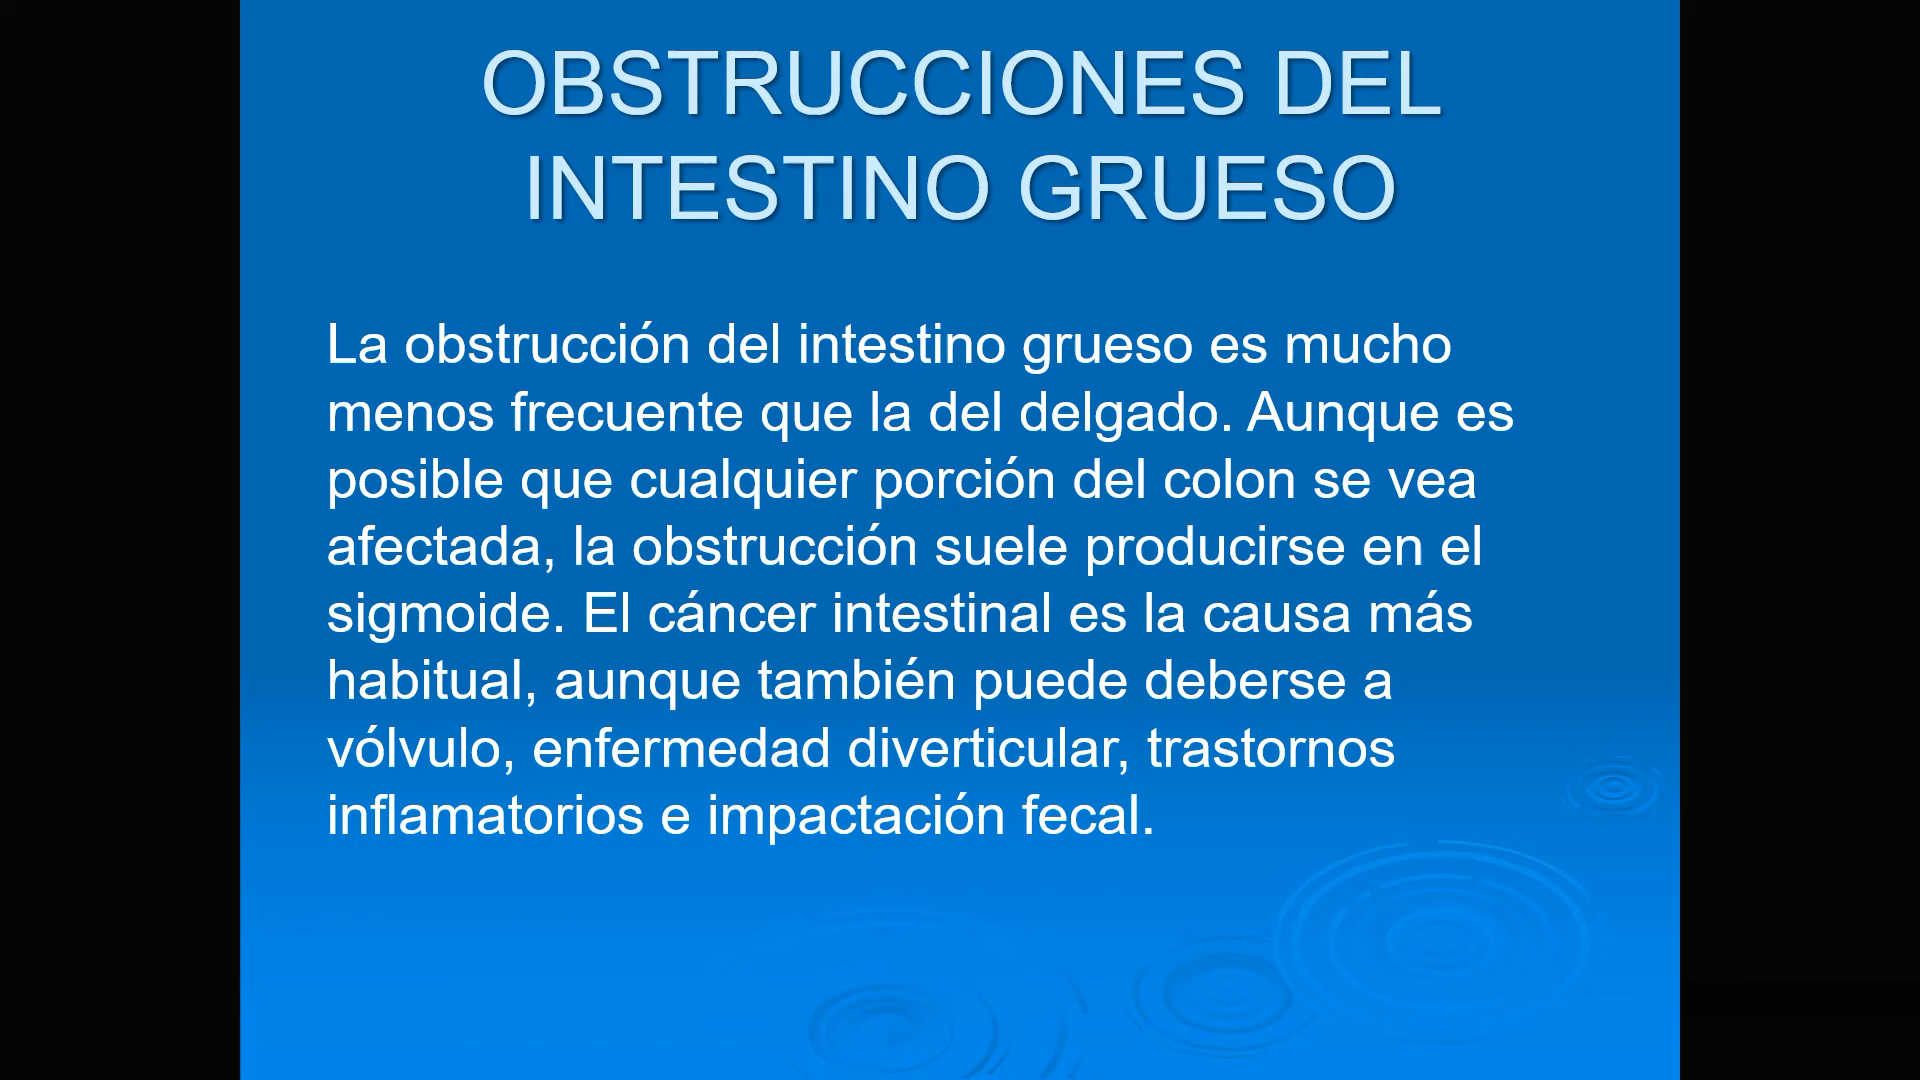 OBSTRUCCIONES DEL
INTESTINO GRUESO
La obstrucción del intestino grueso es mucho
menos frecuente que la del delgado. Aunque es
posible que cualquier porción del colon se vea
afectada, la obstrucción suele producirse en el
sigmoide. El cáncer intestinal es la causa más
habitual, aunque también puede deberse a
vólvulo, enfermedad diverticular, trastornos
inflamatorios e impactación fecal.